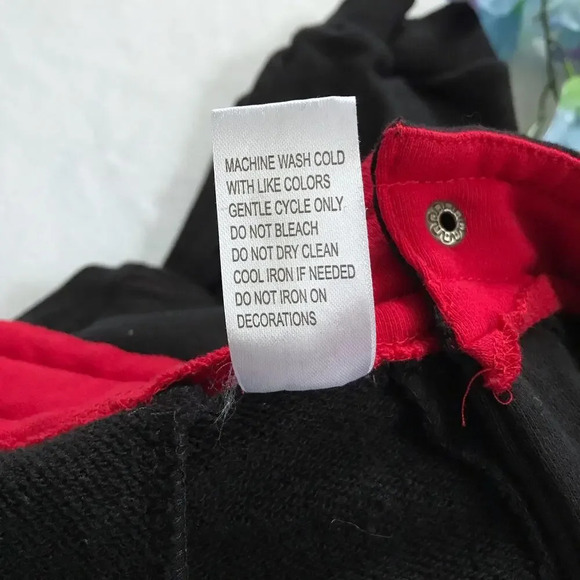 MACHINE WASH COLD
WITH LIKE COLORS
GENTLE CYCLE ONLY
DO NOT BLEACH
DO NOT DRY CLEAN
COOL IRON IF NEEDED
DO NOT IRON ON
DECORATIONS